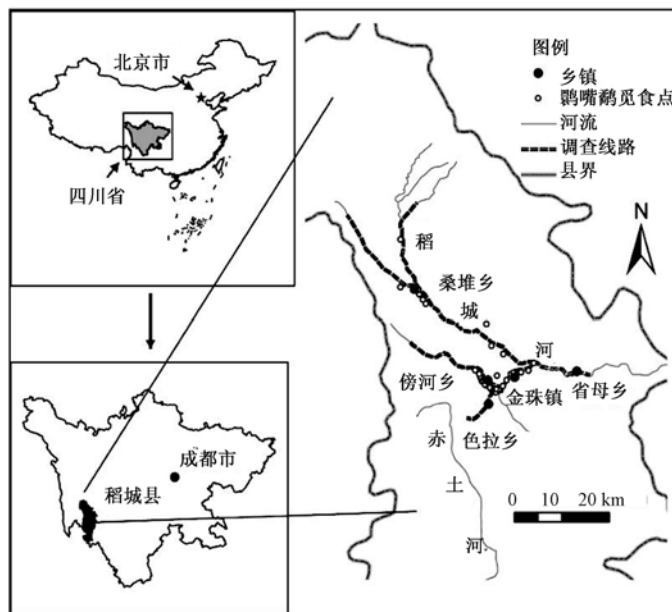 北京市
四川省
成都市
稻城县
图例
乡镇
鹮嘴鹬觅食点
河流
调查线路
县界
N
稻
桑堆乡
城
河
傍河乡
金珠镇
省母乡
赤
色拉乡
土
河
0 10 20 km